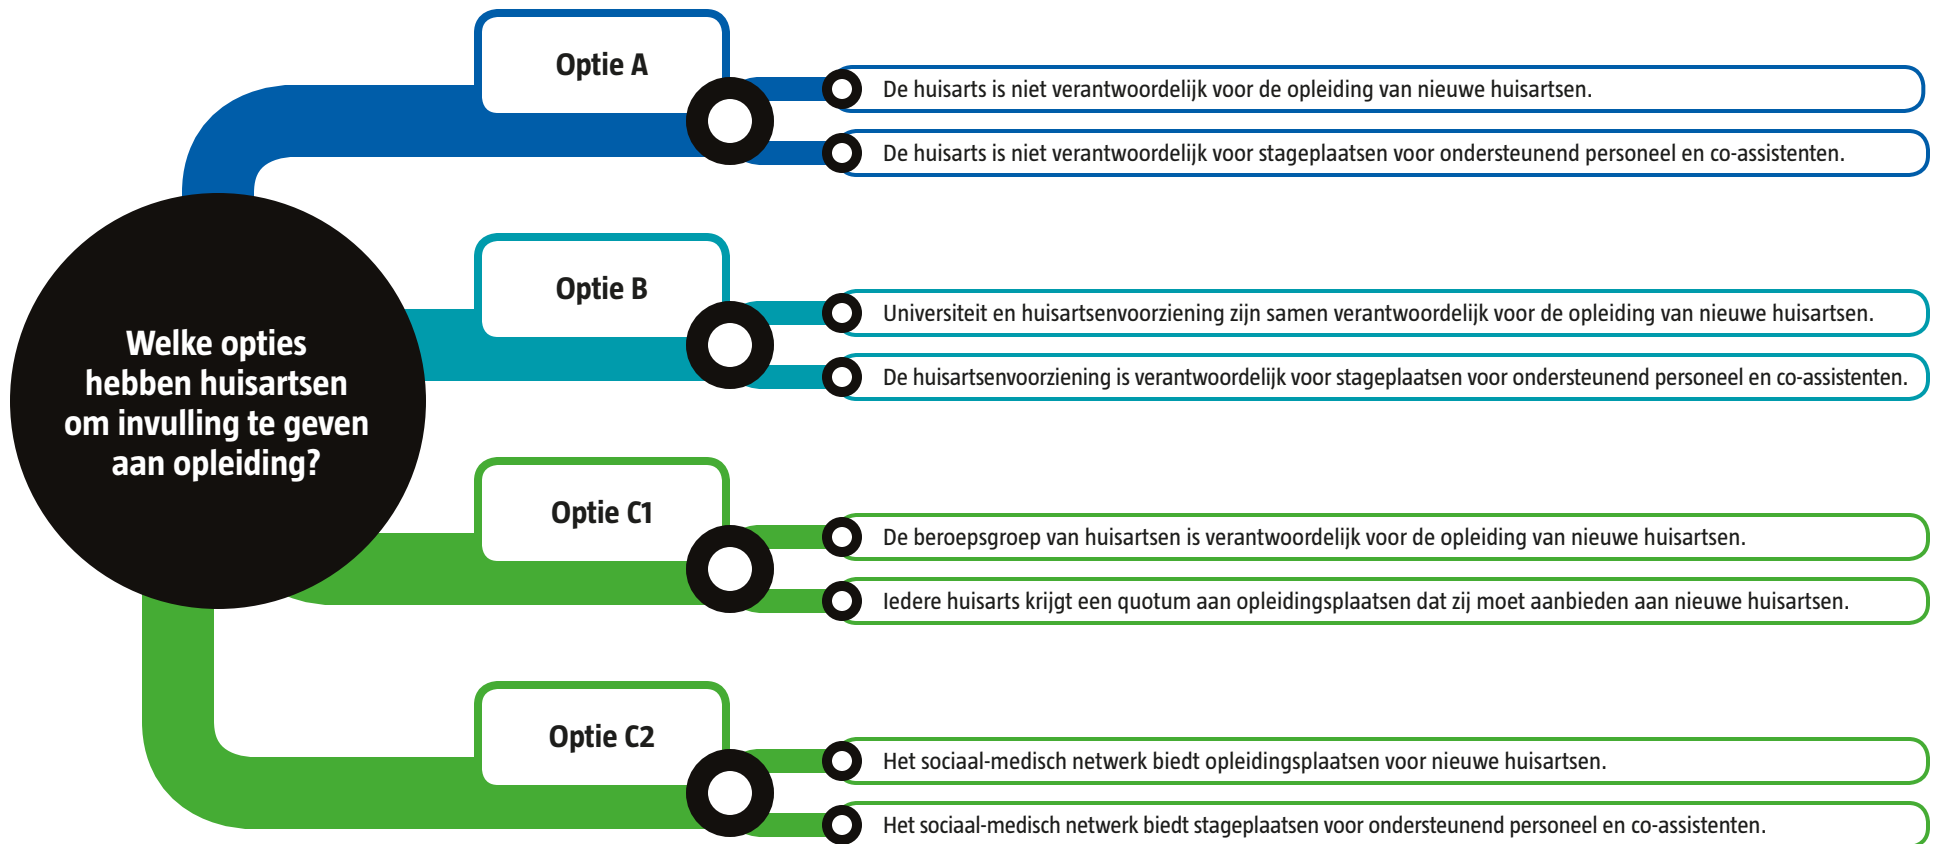 Optie A
De huisarts is niet verantwoordelijk voor de opleiding van nieuwe huisartsen.
De huisarts is niet verantwoordelijk voor stageplaatsen voor ondersteunend personeel en co-assistenten.
Welke opties
hebben huisartsen
om invulling te geven
aan opleiding?
Optie B
Universiteit en huisartsenvoorziening zijn samen verantwoordelijk voor de opleiding van nieuwe huisartsen.
De huisartsenvoorziening is verantwoordelijk voor stageplaatsen voor ondersteunend personeel en co-assistenten.
Optie C1
De beroepsgroep van huisartsen is verantwoordelijk voor de opleiding van nieuwe huisartsen.
Iedere huisarts krijgt een quotum aan opleidingsplaatsen dat zij moet aanbieden aan nieuwe huisartsen.
Optie C2
Het sociaal-medisch netwerk biedt opleidingsplaatsen voor nieuwe huisartsen.
Het sociaal-medisch netwerk biedt stageplaatsen voor ondersteunend personeel en co-assistenten.